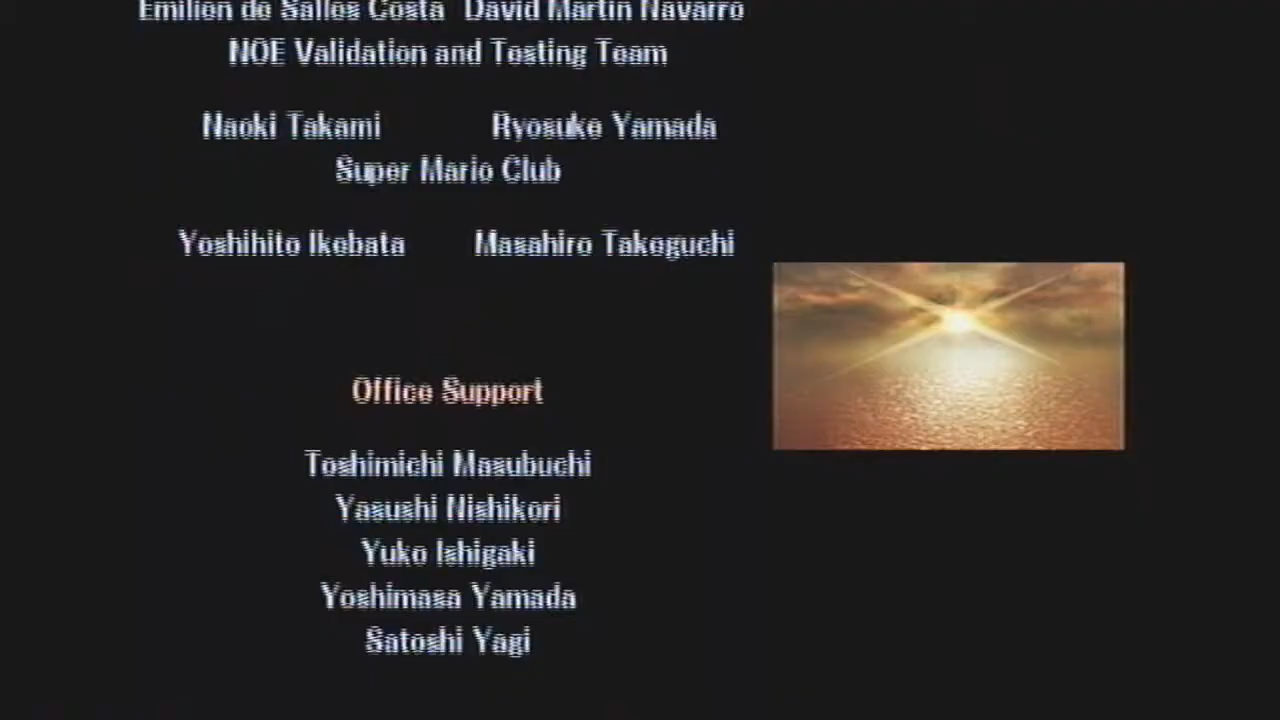 Emilien de Salles Costa David Martin Navarro
NOE Validation and Testing Team
Naoki Takami Ryosuke Yamada
Super Mario Club
Yoshihito Ikebata Masahiro Takeguchi
Office Support
Toshimichi Masubuchi
Yasushi Nishikori
Yuko Ishigaki
Yoshimasa Yamada
Satoshi Yagi